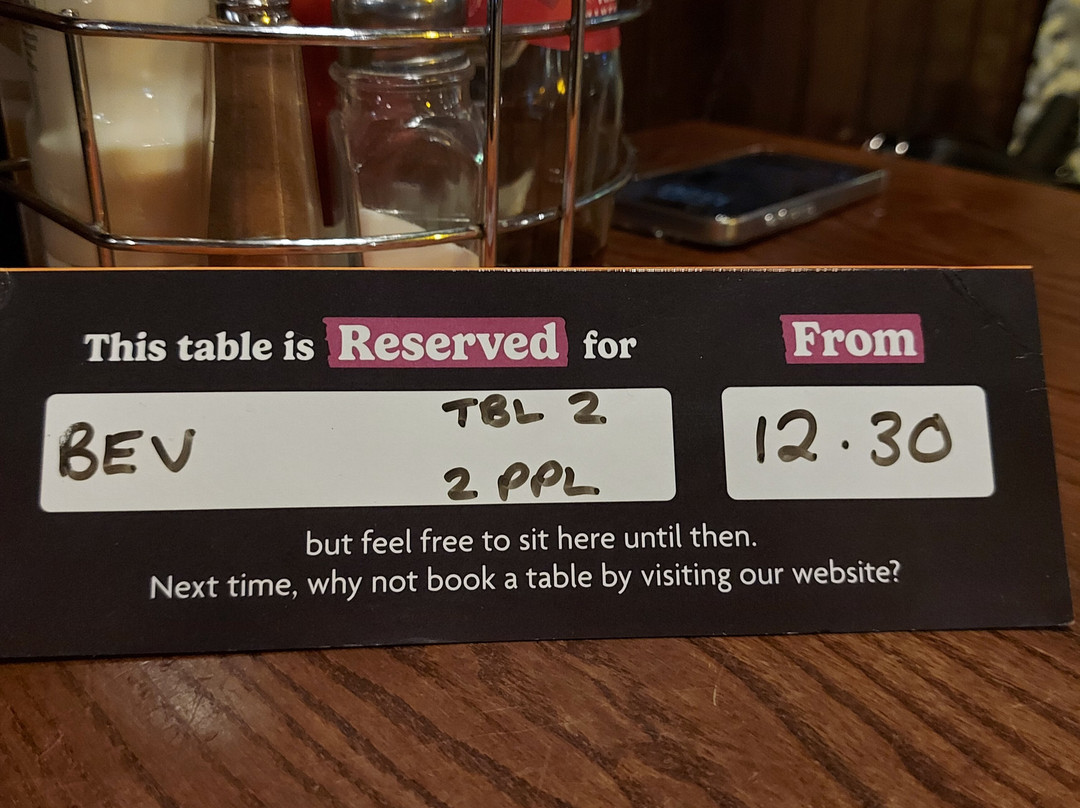 This table is Reserved for
From
BEV
TBL 2
2 PPL
12.30
but feel free to sit here until then.
Next time, why not book a table by visiting our website?